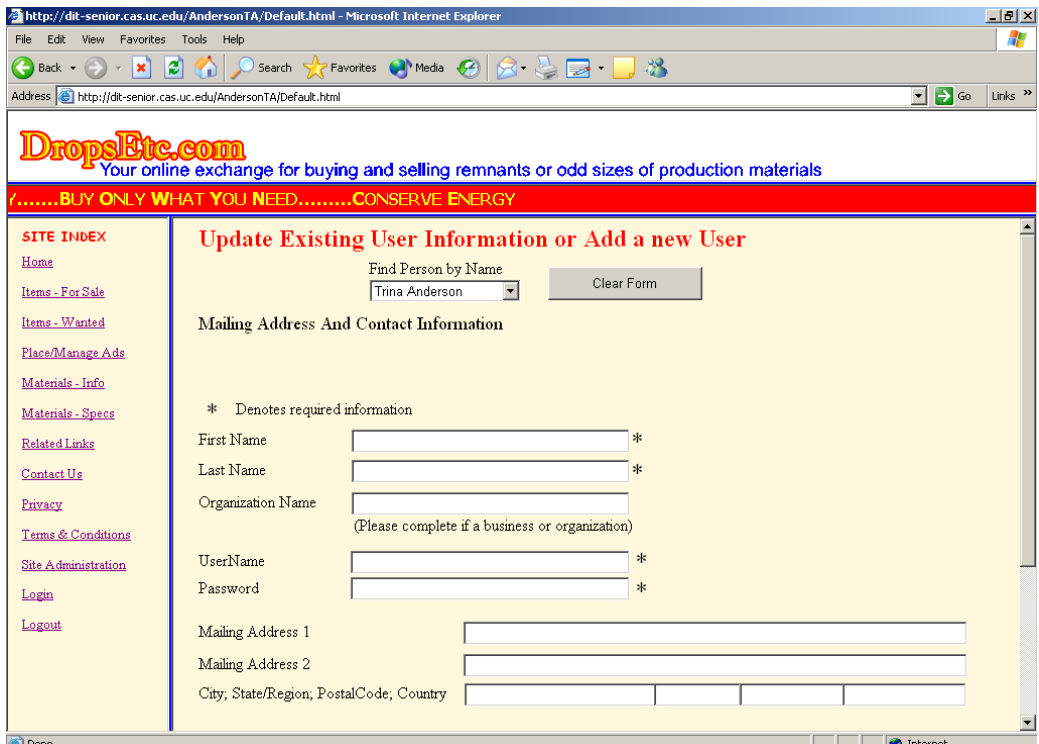 http://dit-senior.cas.uc.edu/AndersonTA/Default.html - Microsoft Internet Explorer
File Edit View Favorites Tools Help
Back Search Favorites Media
Address http://dit-senior.cas.uc.edu/AndersonTA/Default.html Go Links »
DropsEtc.com
Your online exchange for buying and selling remnants or odd sizes of production materials
Y.......BUY ONLY WHAT YOU NEED.........CONSERVE ENERGY
SITE INDEX
Home
Items - For Sale
Items - Wanted
Place/Manage Ads
Materials - Info
Materials - Specs
Related Links
Contact Us
Privacy
Terms & Conditions
Site Administration
Login
Logout
Update Existing User Information or Add a new User
Find Person by Name
Trina Anderson Clear Form
Mailing Address And Contact Information
* Denotes required information
First Name *
Last Name *
Organization Name
(Please complete if a business or organization)
UserName *
Password *
Mailing Address 1
Mailing Address 2
City; State/Region; PostalCode; Country
Done Internet